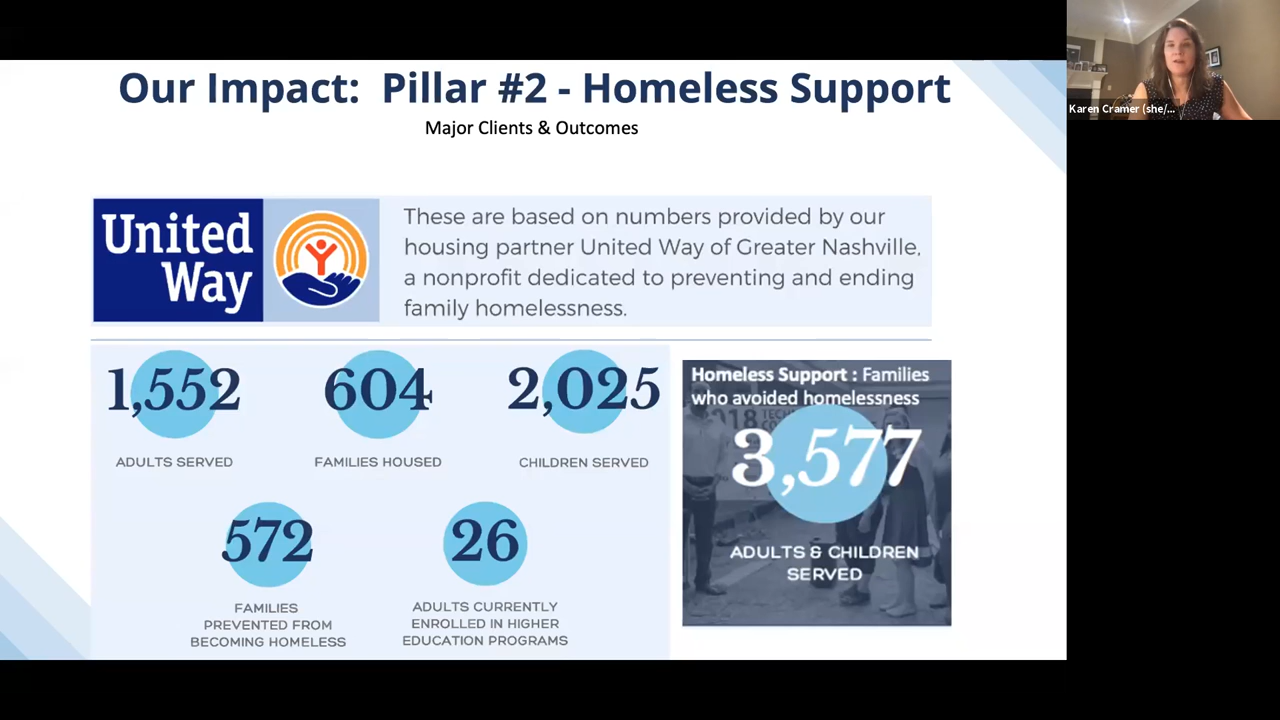 Our Impact:  Pillar #2 - Homeless Support
Major Clients & Outcomes
Karen Cramer (she/...
United
Way
These are based on numbers provided by our
housing partner United Way of Greater Nashville,
a nonprofit dedicated to preventing and ending
family homelessness.
1,552
ADULTS SERVED
604
FAMILIES HOUSED
2,025
CHILDREN SERVED
572
FAMILIES
PREVENTED FROM
BECOMING HOMELESS
26
ADULTS CURRENTLY
ENROLLED IN HIGHER
EDUCATION PROGRAMS
Homeless Support : Families
who avoided homelessness
3,577
ADULTS & CHILDREN
SERVED